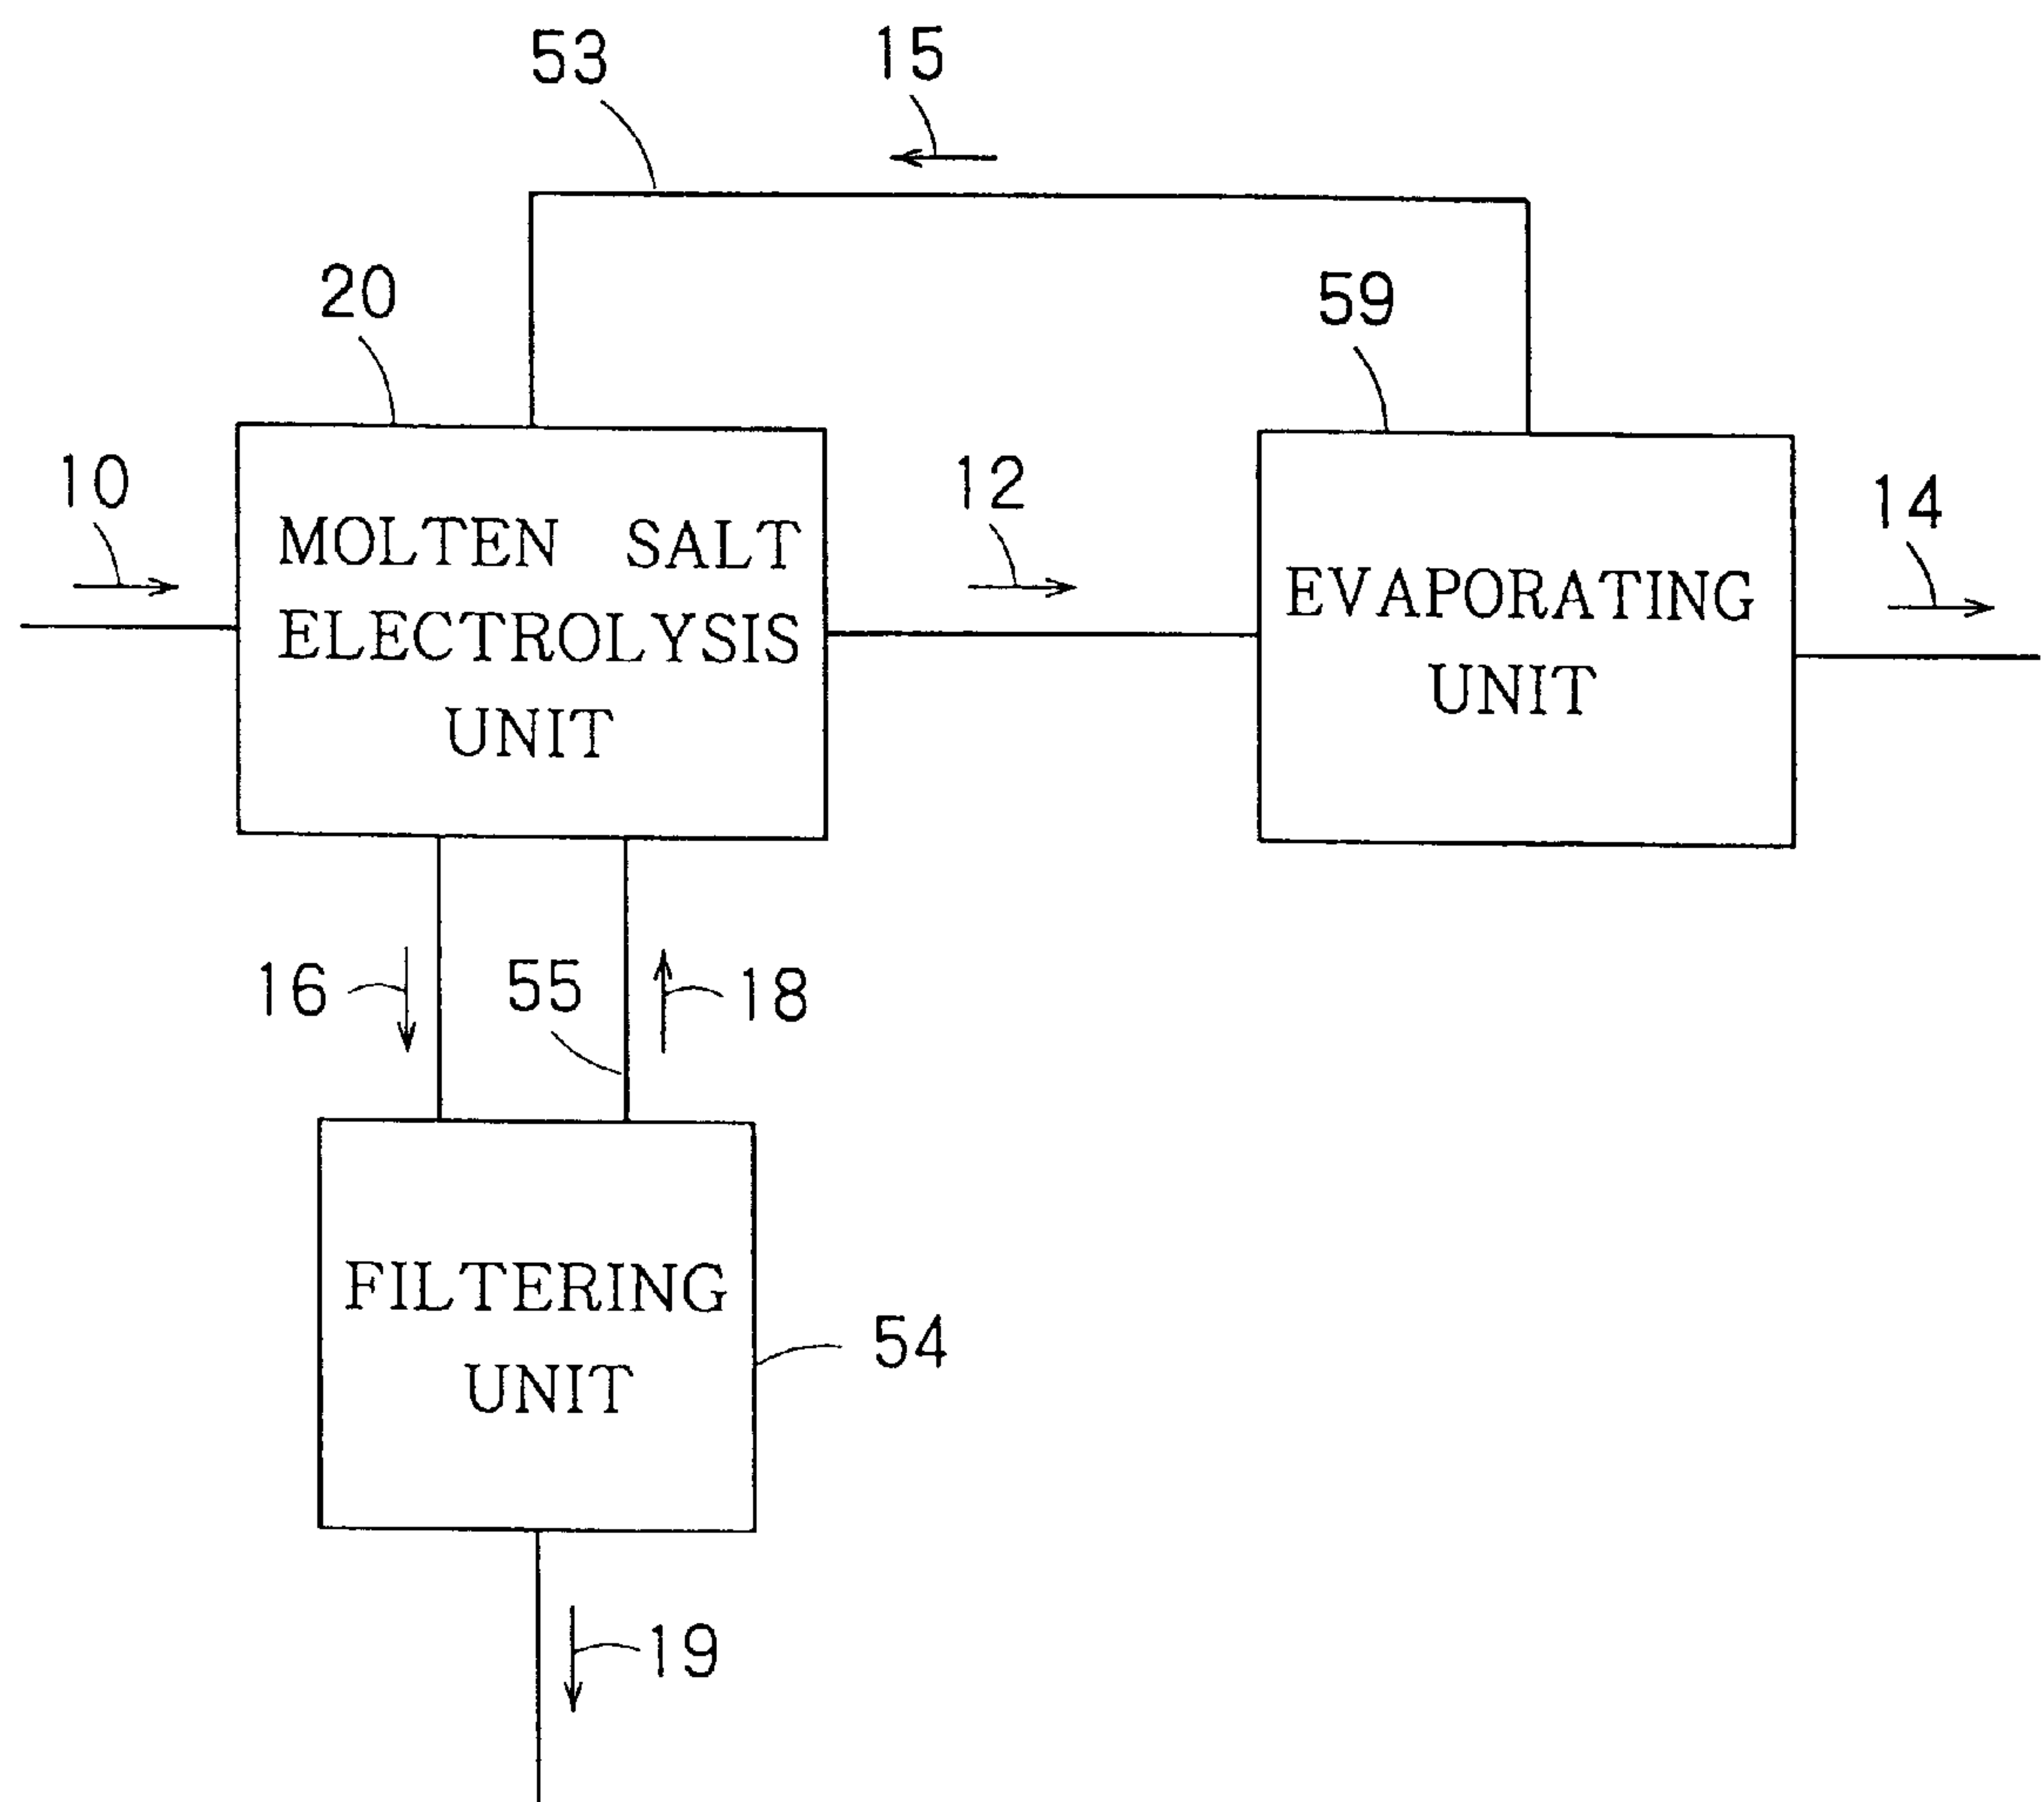 53
15
20
59
10
12
14
MOLTEN SALT
ELECTROLYSIS
UNIT
EVAPORATING
UNIT
16
55
18
FILTERING
UNIT
54
19